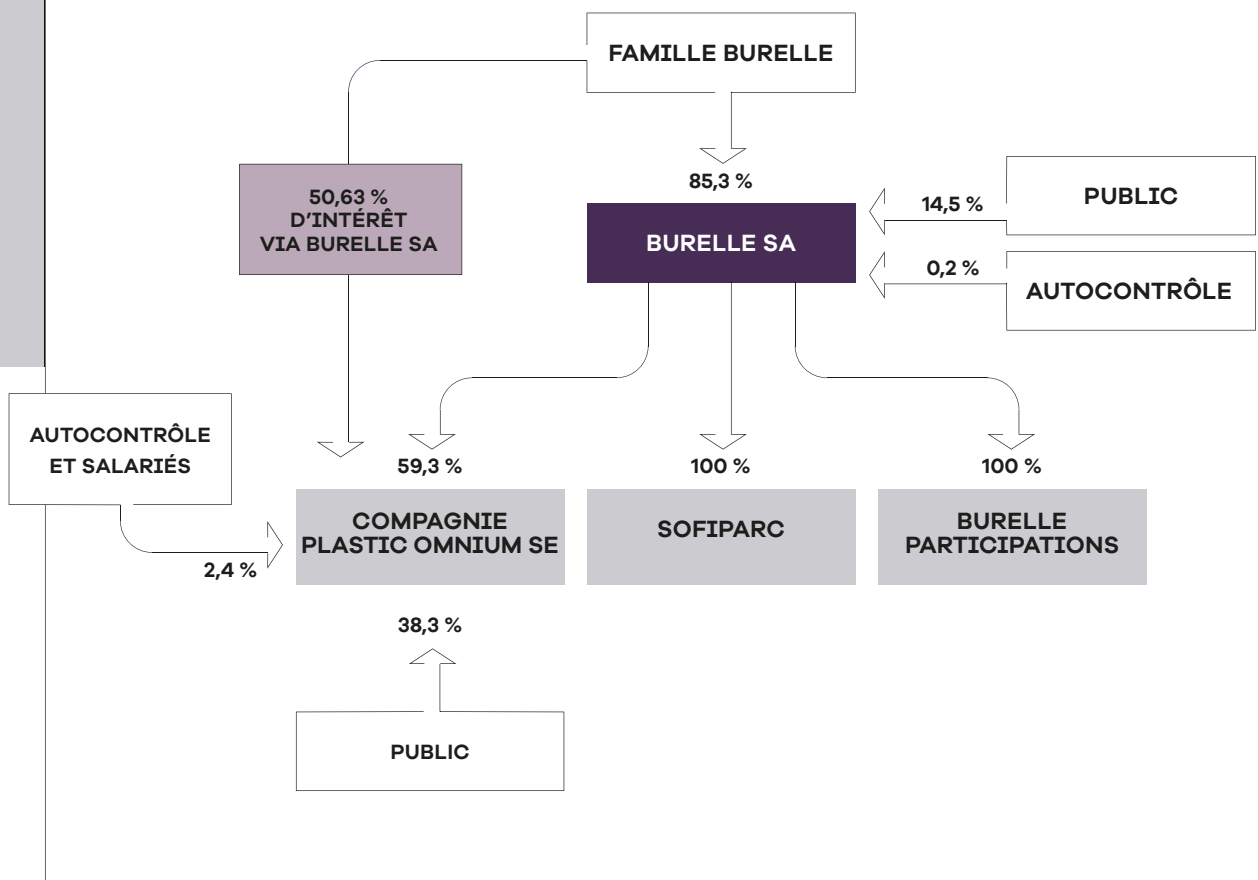 FAMILLE BURELLE
85,3 %
50,63 %
D'INTÉRÊT
VIA BURELLE SA
BURELLE SA
14,5 %
PUBLIC
0,2 %
AUTOCONTRÔLE
AUTOCONTRÔLE
ET SALARIÉS
2,4 %
59,3 %
100 %
100 %
COMPAGNIE
PLASTIC OMNIUM SE
SOFIPARC
BURELLE
PARTICIPATIONS
38,3 %
PUBLIC